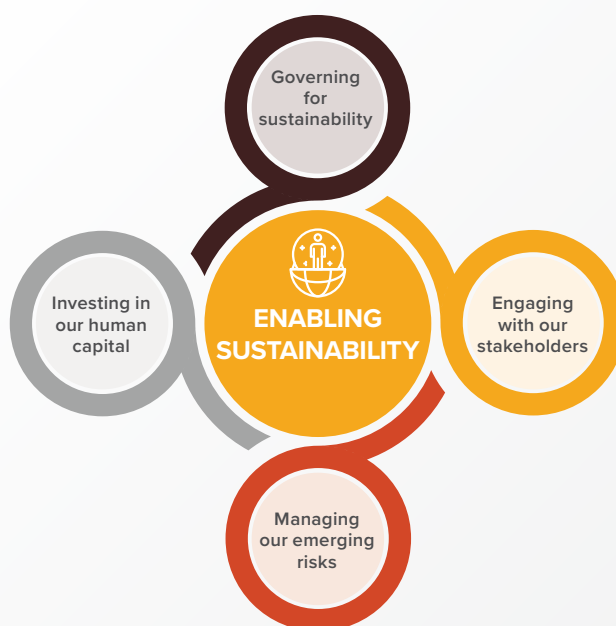 Governing
for
sustainability
Investing in
our human
capital
ENABLING
SUSTAINABILITY
Engaging
with our
stakeholders
Managing
our emerging
risks